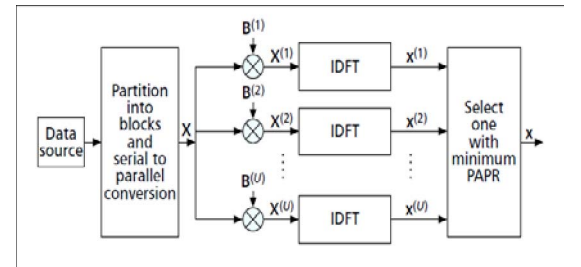 Data
source
Partition
into
blocks
and
serial to
parallel
conversion
X
B(1)
X(1)
IDFT
x(1)
B(2)
X(2)
IDFT
x(2)
B(U)
X(U)
IDFT
x(U)
Select
one
with
minimum
PAPR
x